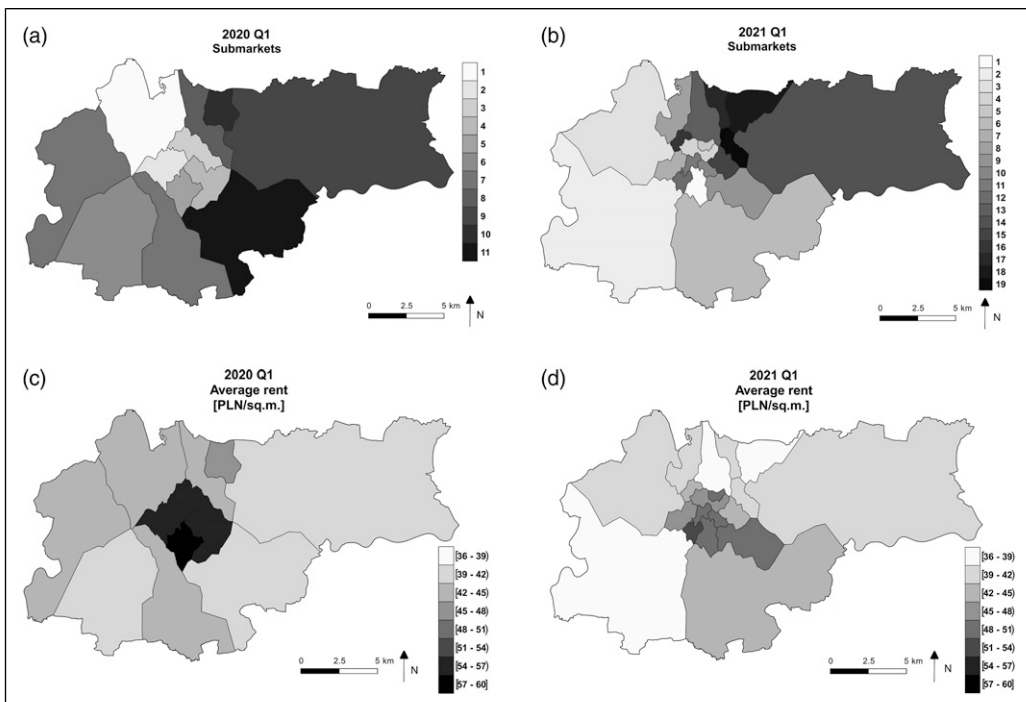 (a)
2020 Q1
Submarkets
1
2
3
4
6
7
8
9
10
11
0 2.5 5 km
N
(b)
2021 Q1
Submarkets
1
2
3
4
6
7
8
9
10
11
12
13
14
15
16
17
18
19
0 2.5 5 km
N
(c)
2020 Q1
Average rent
[PLN/sq.m.]
[36 - 39)
[39 - 42)
[42 - 45)
[45 - 48)
[48 - 51)
[51 - 54)
[54 - 57)
[57 - 60]
0 2.5 5 km
N
(d)
2021 Q1
Average rent
[PLN/sq.m.]
[36 - 39)
[39 - 42)
[42 - 45)
[45 - 48)
[48 - 51)
[51 - 54)
[54 - 57)
[57 - 60]
0 2.5 5 km
N